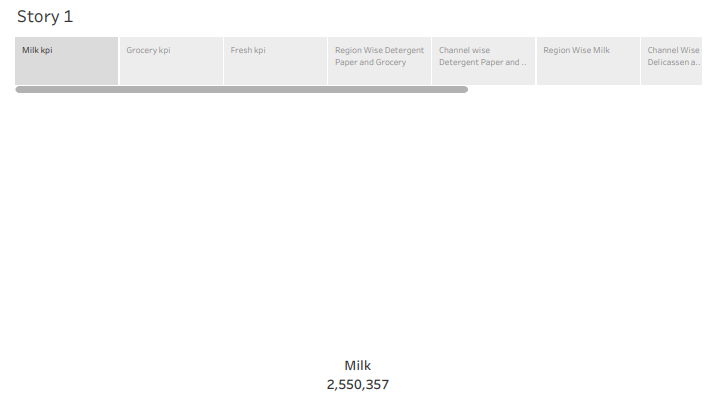 Story 1
Milk kpi
Grocery kpi
Fresh kpi
Region Wise Detergent
Paper and Grocery
Channel wise
Detergent Paper and ..
Region Wise Milk
Channel Wise
Delicassen a..
Milk
2,550,357